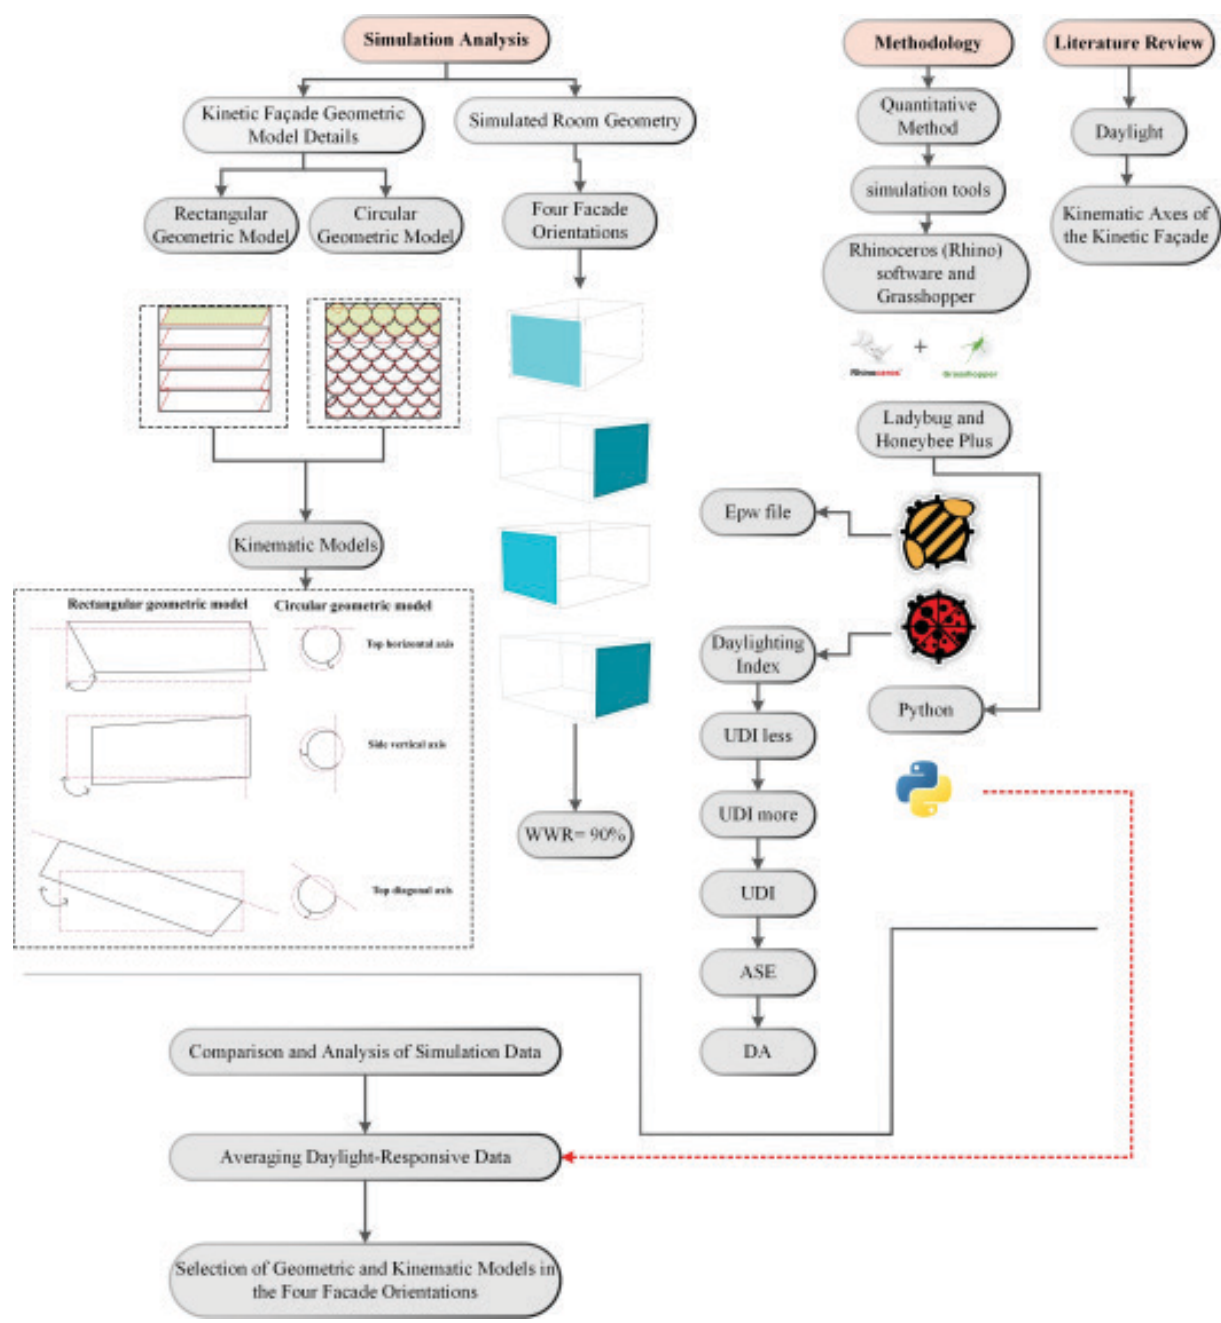 Simulation Analysis
Kinetic Façade Geometric
Model Details
Simulated Room Geometry
Rectangular
Geometric Model
Circular
Geometric Model
Four Facade
Orientations
Kinematic Models
Rectangular geometric model
Circular geometric model
Top horizontal axis
Side vertical axis
Top diagonal axis
WWR= 90%
Methodology
Quantitative
Method
simulation tools
Rhinoceros (Rhino)
software and
Grasshopper
Rhinoceros
+
Grasshopper
Ladybug and
Honeybee Plus
Epw file
Daylighting
Index
UDI less
UDI more
UDI
ASE
DA
Python
Literature Review
Daylight
Kinematic Axes of
the Kinetic Façade
Comparison and Analysis of Simulation Data
Averaging Daylight-Responsive Data
Selection of Geometric and Kinematic Models in
the Four Facade Orientations